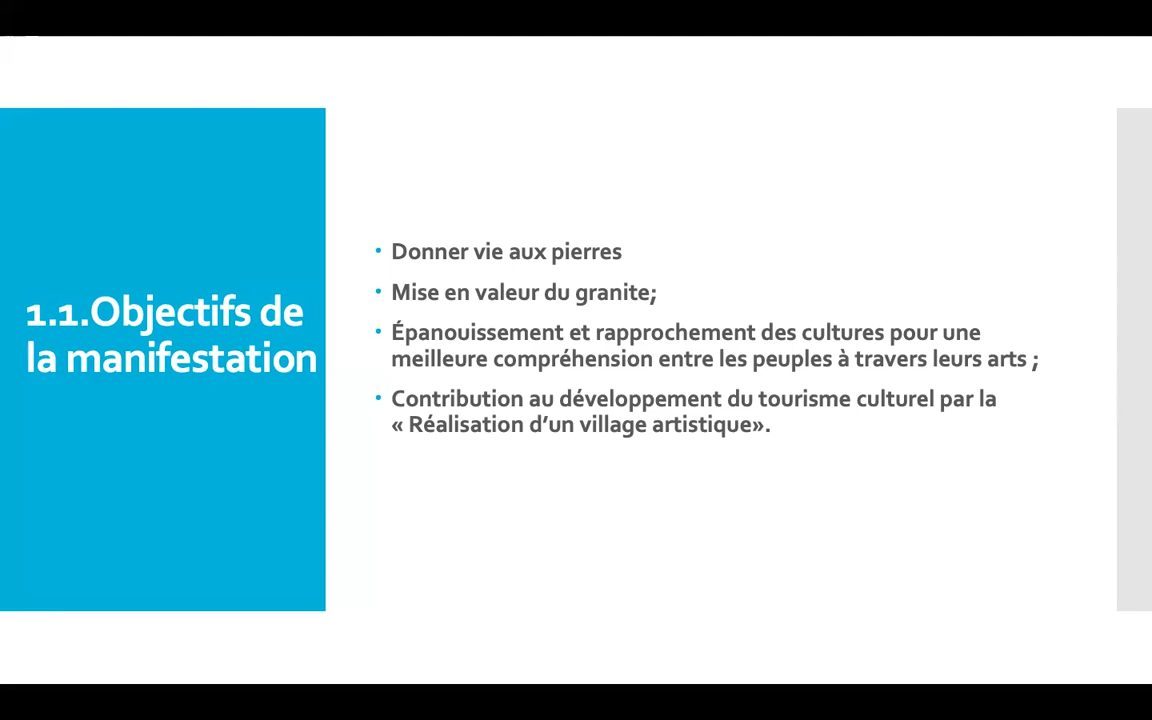 1.1.Objectifs de
la manifestation
• Donner vie aux pierres
• Mise en valeur du granite;
• Épanouissement et rapprochement des cultures pour une
meilleure compréhension entre les peuples à travers leurs arts ;
• Contribution au développement du tourisme culturel par la
« Réalisation d’un village artistique».